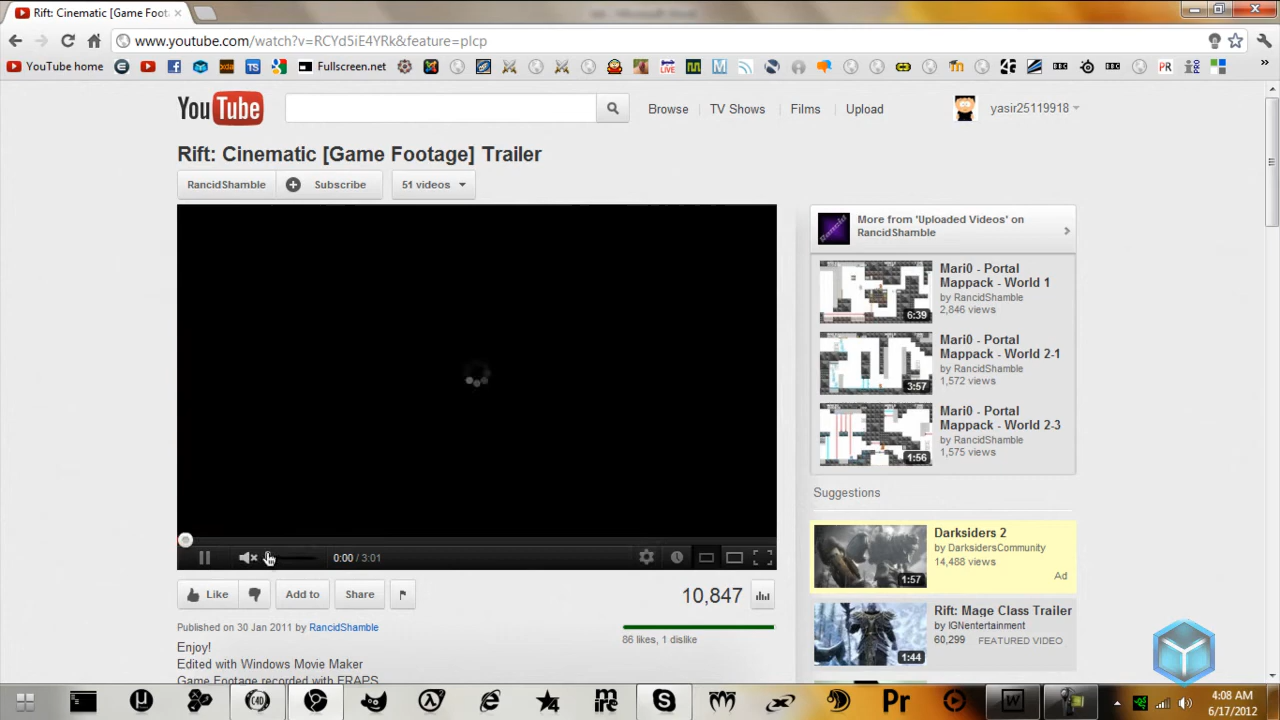 Rift: Cinematic [Game Foot
www.youtube.com/watch?v=RCYd5iE4YRk&feature=plcp
YouTube home
Fullscreen.net
YouTube
Browse
TV Shows
Films
Upload
yasir25119918
Rift: Cinematic [Game Footage] Trailer
RancidShamble
Subscribe
51 videos
More from 'Uploaded Videos' on
RancidShamble
Mari0 - Portal
Mappack - World 1
by RancidShamble
2,846 views
6:39
Mari0 - Portal
Mappack - World 2-1
by RancidShamble
1,572 views
3:57
Mari0 - Portal
Mappack - World 2-3
by RancidShamble
1,575 views
1:56
Suggestions
Darksiders 2
by DarksidersCommunity
14,488 views
Ad
1:57
Rift: Mage Class Trailer
by IGNentertainment
60,299 FEATURED VIDEO
1:44
0:00 / 3:01
Like
Add to
Share
10,847
Published on 30 Jan 2011 by RancidShamble
86 likes, 1 dislike
Enjoy!
Edited with Windows Movie Maker
Game Footage recorded with FRAPS
4:08 AM
6/17/2012